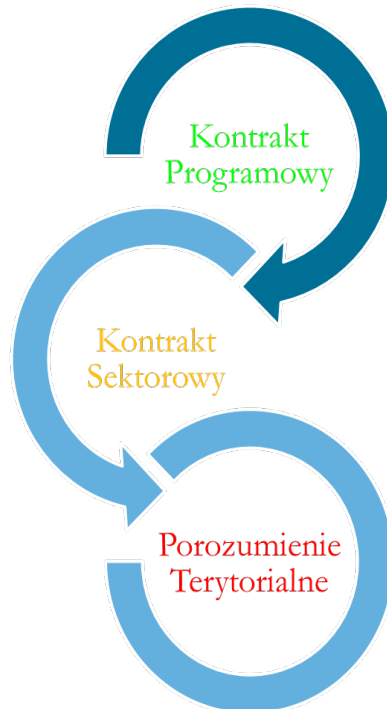 Kontrakt
Programowy
Kontrakt
Sektorowy
Porozumienie
Terytorialne